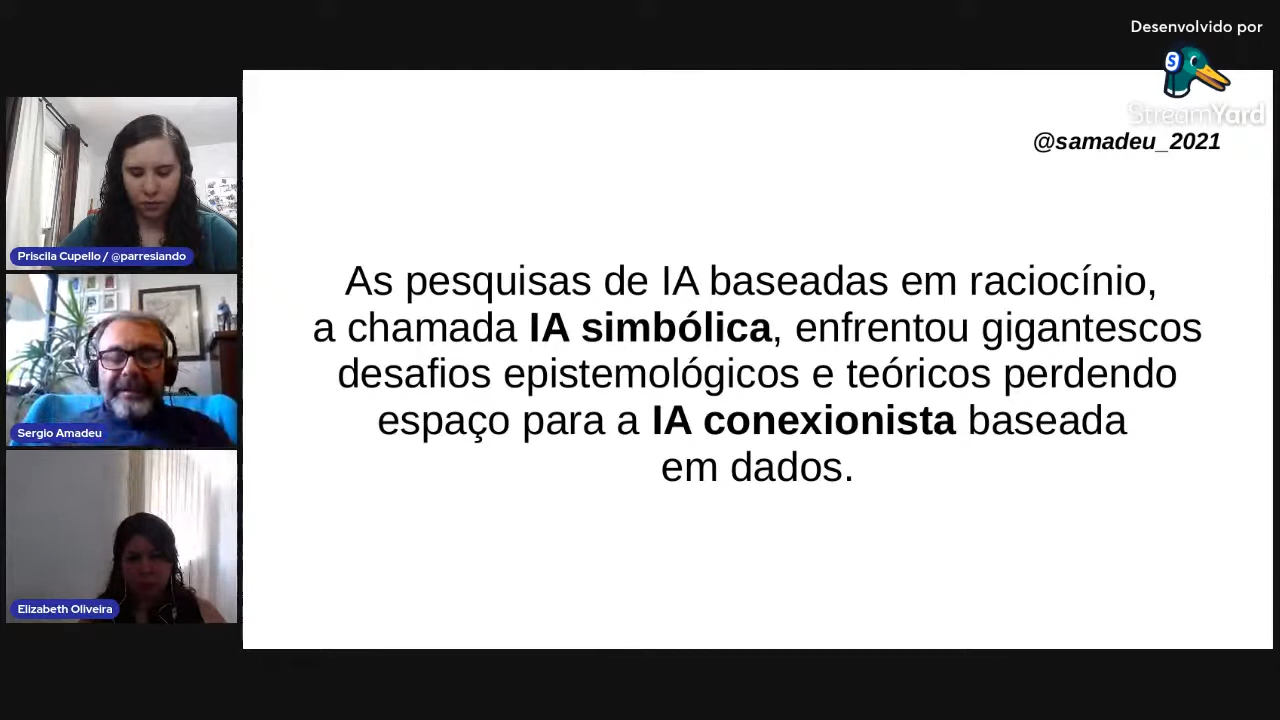 Desenvolvido por
StreamYard
@samadeu_2021
Priscila Cupello / @parresiando
Sergio Amadeu
Elizabeth Oliveira
As pesquisas de IA baseadas em raciocínio,
a chamada IA simbólica, enfrentou gigantescos
desafios epistemológicos e teóricos perdendo
espaço para a IA conexionista baseada
em dados.